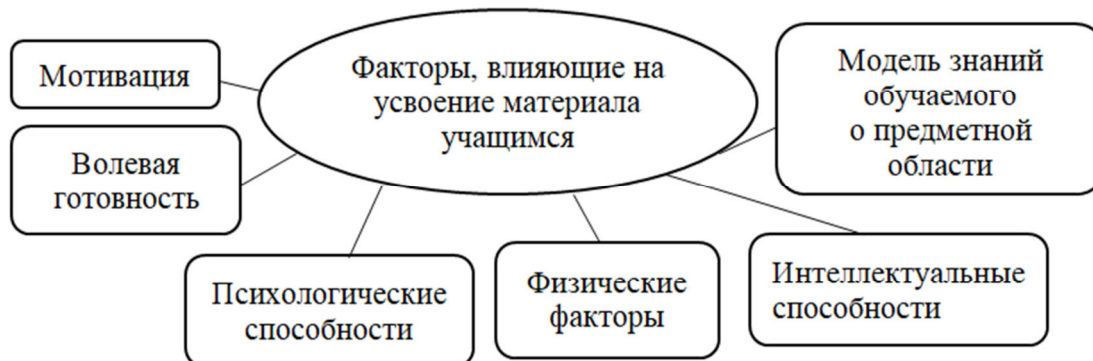 Факторы, влияющие на
усвоение материала
учащимся
Мотивация
Волевая
готовность
Психологические
способности
Физические
факторы
Интеллектуальные
способности
Модель знаний
обучаемого
о предметной
области